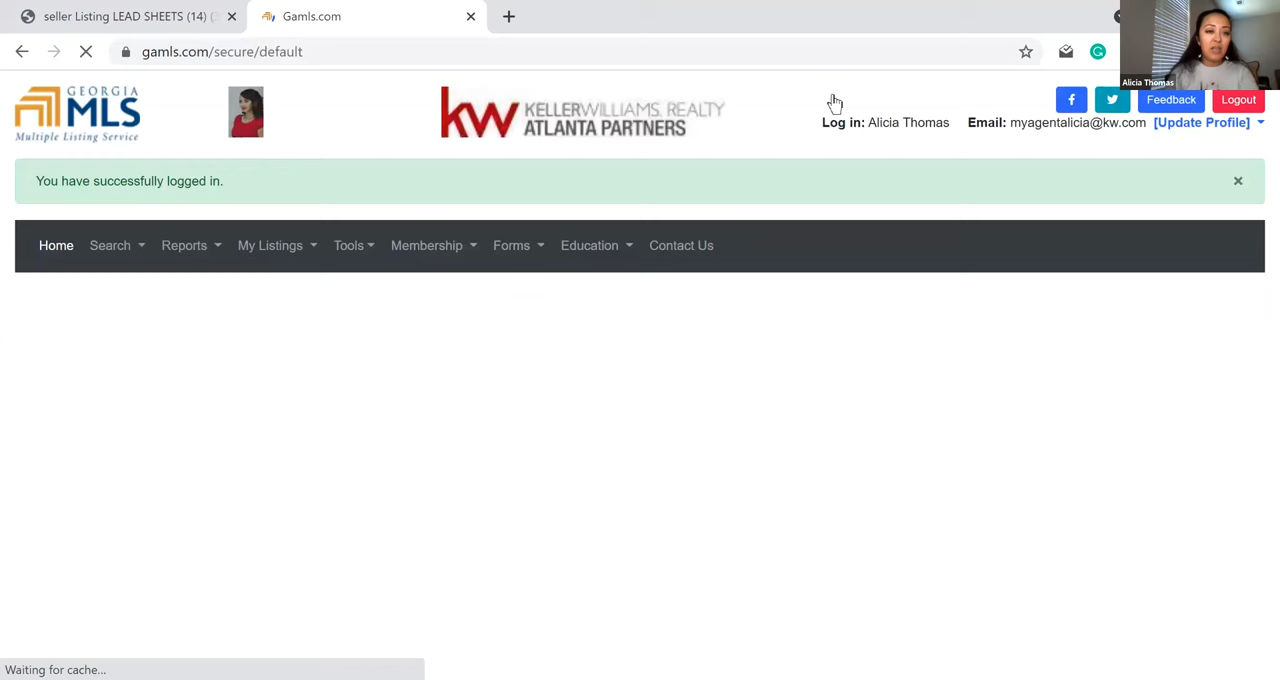 seller Listing LEAD SHEETS (14) (
Gamls.com
gamls.com/secure/default
Alicia Thomas
GEORGIA
MLS
Multiple Listing Service
kw KELLERWILLIAMS. REALTY
ATLANTA PARTNERS
Feedback
Logout
Log in: Alicia Thomas Email: myagentalicia@kw.com [Update Profile]
You have successfully logged in.
Home Search Reports My Listings Tools Membership Forms Education Contact Us
Waiting for cache...